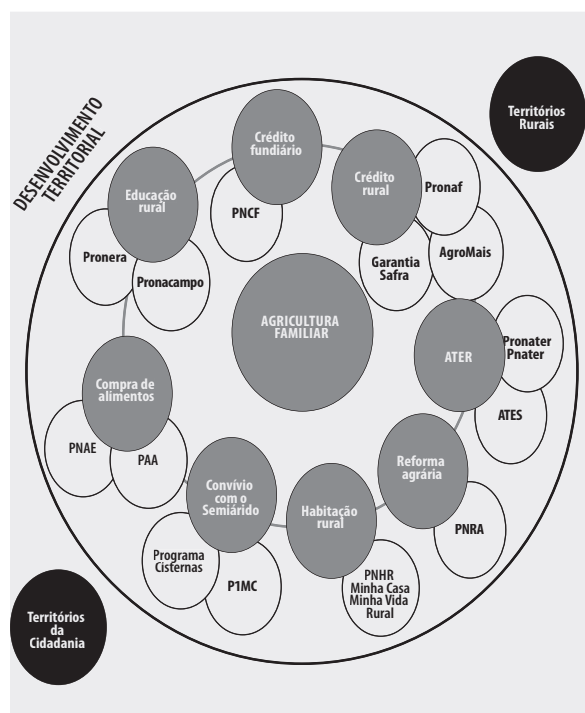 DESENVOLVIMENTO
TERRITORIAL
Territórios
Rurais
Crédito
fundiário
PNCF
Crédito
rural
Pronaf
AgroMais
Garantia
Safra
Educação
rural
Pronera
Pronacampo
AGRICULTURA
FAMILIAR
ATER
Pronater
Pnater
ATES
Compra de
alimentos
PNAE
PAA
Convívio
com o
Semiárido
Programa
Cisternas
P1MC
Habitação
rural
PNHR
Minha Casa
Minha Vida
Rural
Reforma
agrária
PNRA
Territórios
da
Cidadania